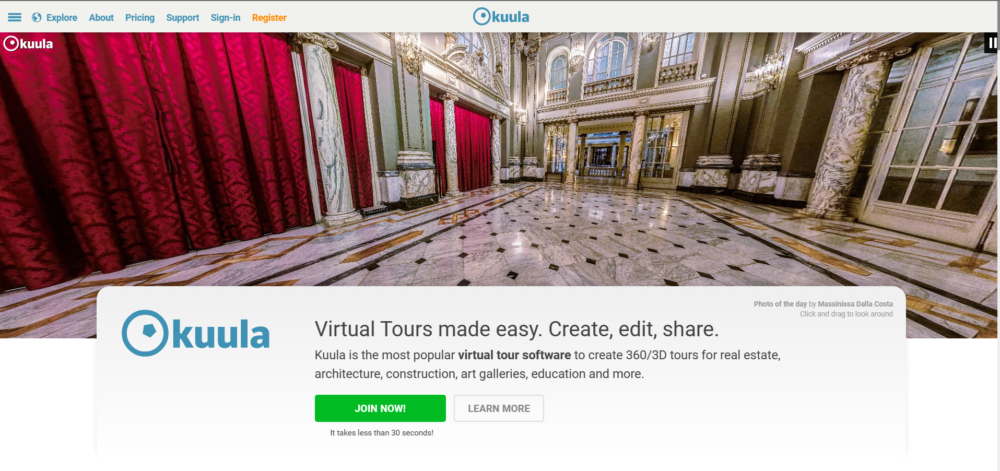 Explore About Pricing Support Sign-in Register
kuula
kuula
Photo of the day by Massinissa Dalla Costa
Click and drag to look around
kuula
Virtual Tours made easy. Create, edit, share.
Kuula is the most popular virtual tour software to create 360/3D tours for real estate,
architecture, construction, art galleries, education and more.
JOIN NOW! LEARN MORE
It takes less than 30 seconds!